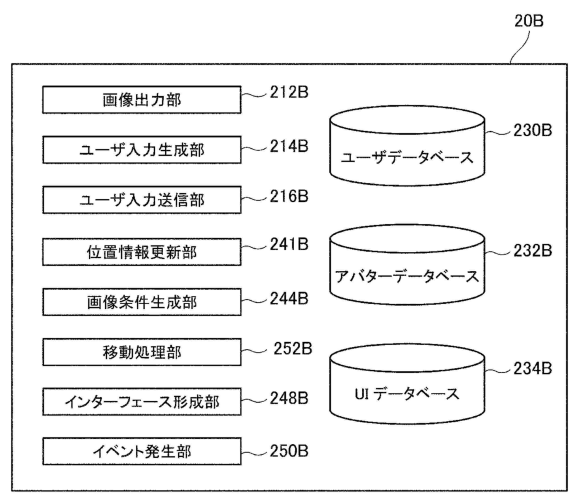 20B
画像出力部
212B
ユーザ入力生成部
214B
ユーザ入力送信部
216B
位置情報更新部
241B
画像条件生成部
244B
移動処理部
252B
インターフェース形成部
248B
イベント発生部
250B
ユーザデータベース
230B
アバターデータベース
232B
UIデータベース
234B